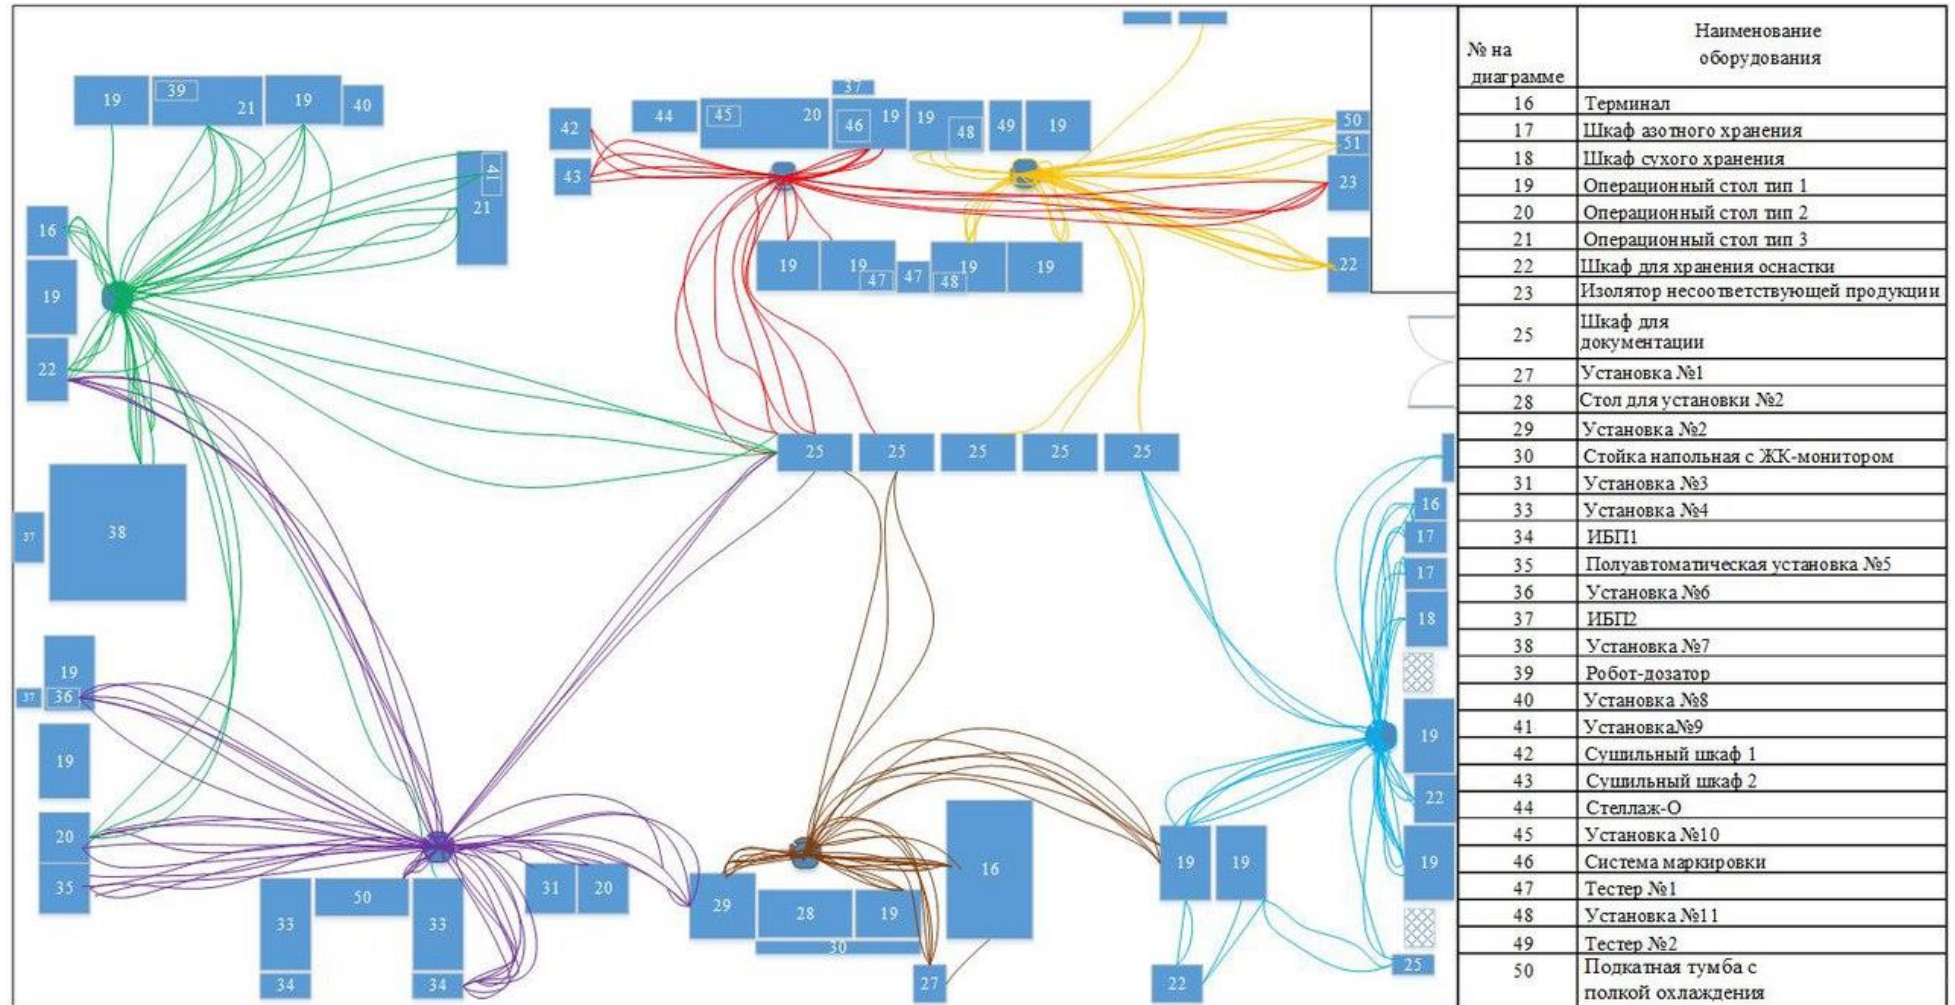 37
19
39
21
19
40
42
44
45
20
46
19
19
48
49
19
50
51
43
41
21
23
16
19
19
47
47
19
48
19
22
19
22
25
25
25
25
25
38
37
16
17
17
18
19
37
36
19
19
22
20
35
33
50
33
31
20
34
34
29
28
19
30
27
16
19
19
19
22
25
№ на
диаграмме
Наименование
оборудования
16 Терминал
17 Шкаф азотного хранения
18 Шкаф сухого хранения
19 Операционный стол тип 1
20 Операционный стол тип 2
21 Операционный стол тип 3
22 Шкаф для хранения оснастки
23 Изолятор несоответствующей продукции
25 Шкаф для
документации
27 Установка №1
28 Стол для установки №2
29 Установка №2
30 Стойка напольная с ЖК-монитором
31 Установка №3
33 Установка №4
34 ИБП1
35 Полуавтоматическая установка №5
36 Установка №6
37 ИБП2
38 Установка №7
39 Робот-дозатор
40 Установка №8
41 Установка№9
42 Сушильный шкаф 1
43 Сушильный шкаф 2
44 Стеллаж-О
45 Установка №10
46 Система маркировки
47 Тестер №1
48 Установка №11
49 Тестер №2
50 Подкатная тумба с
полкой охлаждения